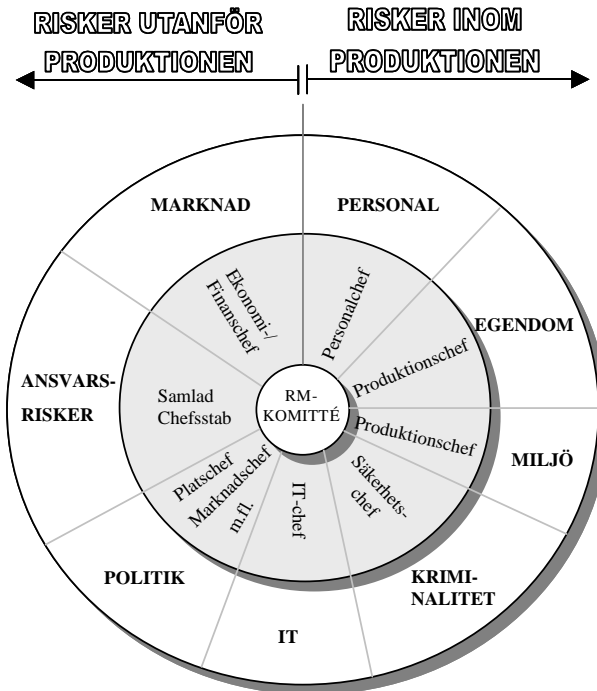 RISKER UTANFÖR
PRODUKTIONEN
RISKER INOM
PRODUKTIONEN
MARKNAD
PERSONAL
EGENDOM
MILJÖ
KRIMI-
NALITET
IT
POLITIK
ANSVARS-
RISKER
Ekonomi-/
Finanschef
Personalchef
Produktionschef
Produktionschef
Säkerhets-
chef
IT-chef
Platschef
Marknadschef
m.fl.
Samlad
Chefsstab
RM-
KOMITTÉ